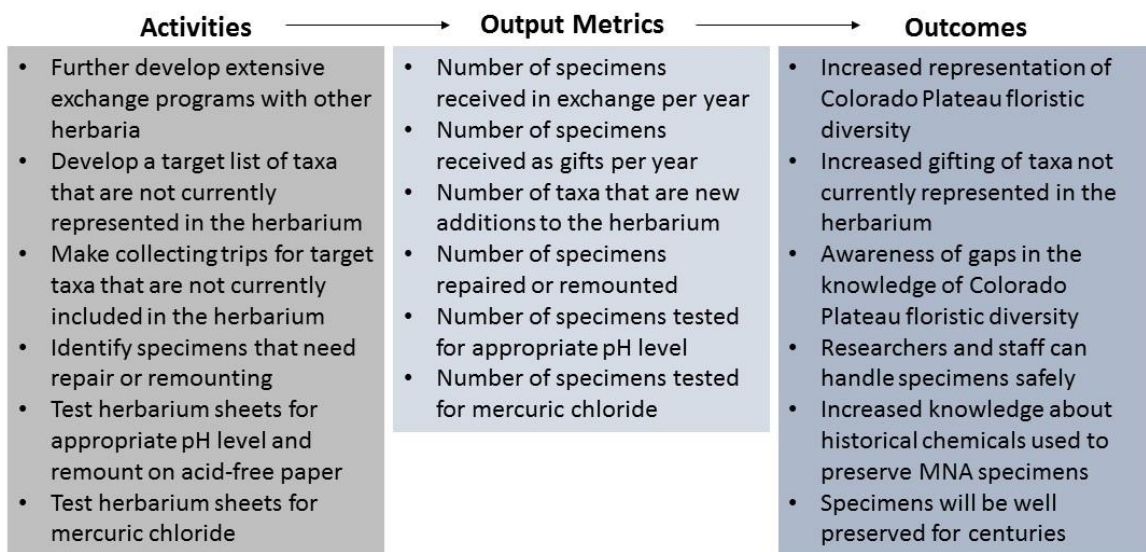 Activities
Output Metrics
Outcomes
• Further develop extensive
exchange programs with other
herbaria
• Develop a target list of taxa
that are not currently
represented in the herbarium
• Make collecting trips for target
taxa that are not currently
included in the herbarium
• Identify specimens that need
repair or remounting
• Test herbarium sheets for
appropriate pH level and
remount on acid-free paper
• Test herbarium sheets for
mercuric chloride
• Number of specimens
received in exchange per year
• Number of specimens
received as gifts per year
• Number of taxa that are new
additions to the herbarium
• Number of specimens
repaired or remounted
• Number of specimens tested
for appropriate pH level
• Number of specimens tested
for mercuric chloride
• Increased representation of
Colorado Plateau floristic
diversity
• Increased gifting of taxa not
currently represented in the
herbarium
• Awareness of gaps in the
knowledge of Colorado
Plateau floristic diversity
• Researchers and staff can
handle specimens safely
• Increased knowledge about
historical chemicals used to
preserve MNA specimens
• Specimens will be well
preserved for centuries